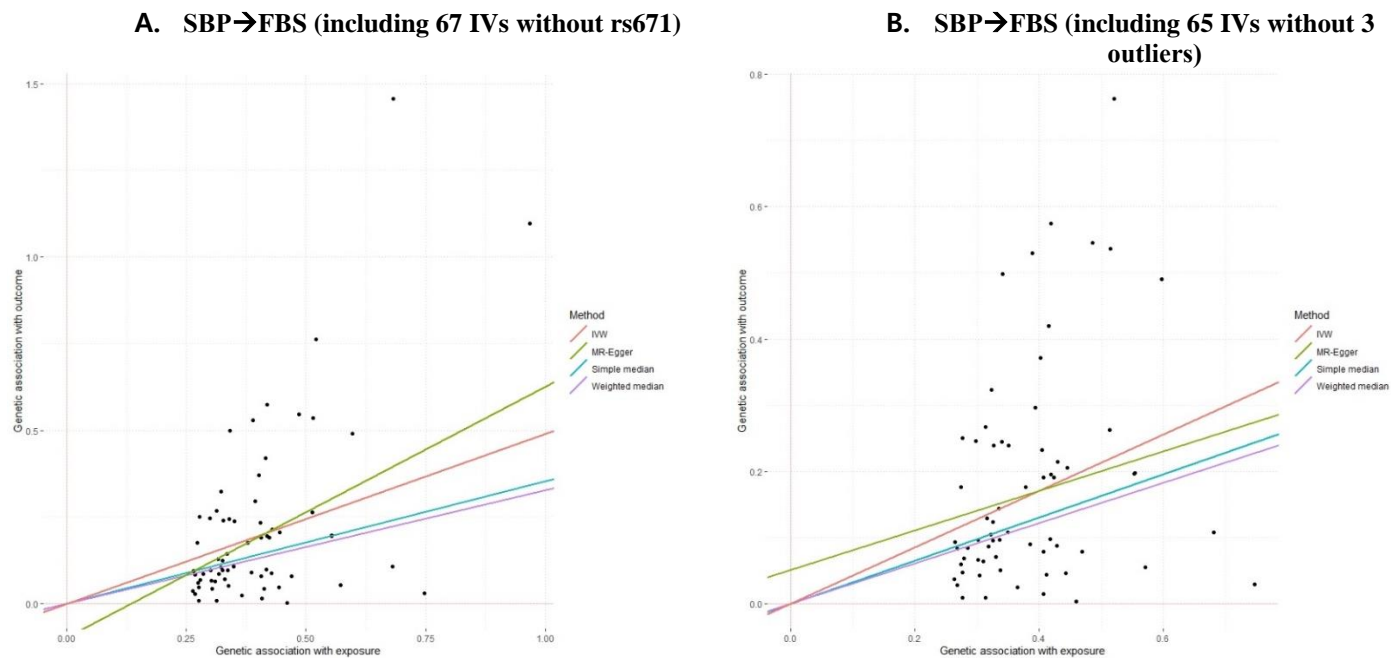 A. SBP→FBS (including 67 IVs without rs671)
1.5
1.0
0.5
0.0
0.00 0.25 0.50 0.75 1.00
Genetic association with outcome
Genetic association with exposure
Method
IVW
MR-Egger
Simple median
Weighted median
B. SBP→FBS (including 65 IVs without 3
outliers)
0.8
0.6
0.4
0.2
0.0
0.0 0.2 0.4 0.6
Genetic association with outcome
Genetic association with exposure
Method
IVW
MR-Egger
Simple median
Weighted median